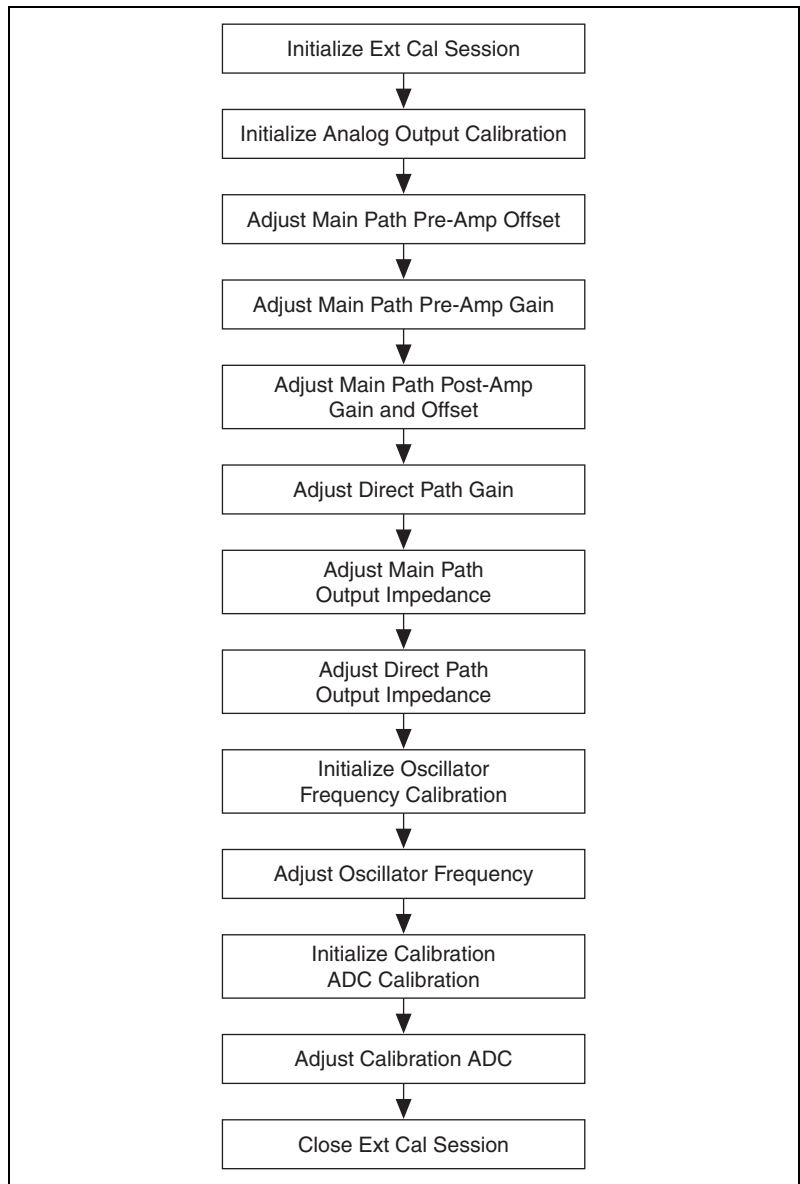 Initialize Ext Cal Session
Initialize Analog Output Calibration
Adjust Main Path Pre-Amp Offset
Adjust Main Path Pre-Amp Gain
Adjust Main Path Post-Amp
Gain and Offset
Adjust Direct Path Gain
Adjust Main Path
Output Impedance
Adjust Direct Path
Output Impedance
Initialize Oscillator
Frequency Calibration
Adjust Oscillator Frequency
Initialize Calibration
ADC Calibration
Adjust Calibration ADC
Close Ext Cal Session